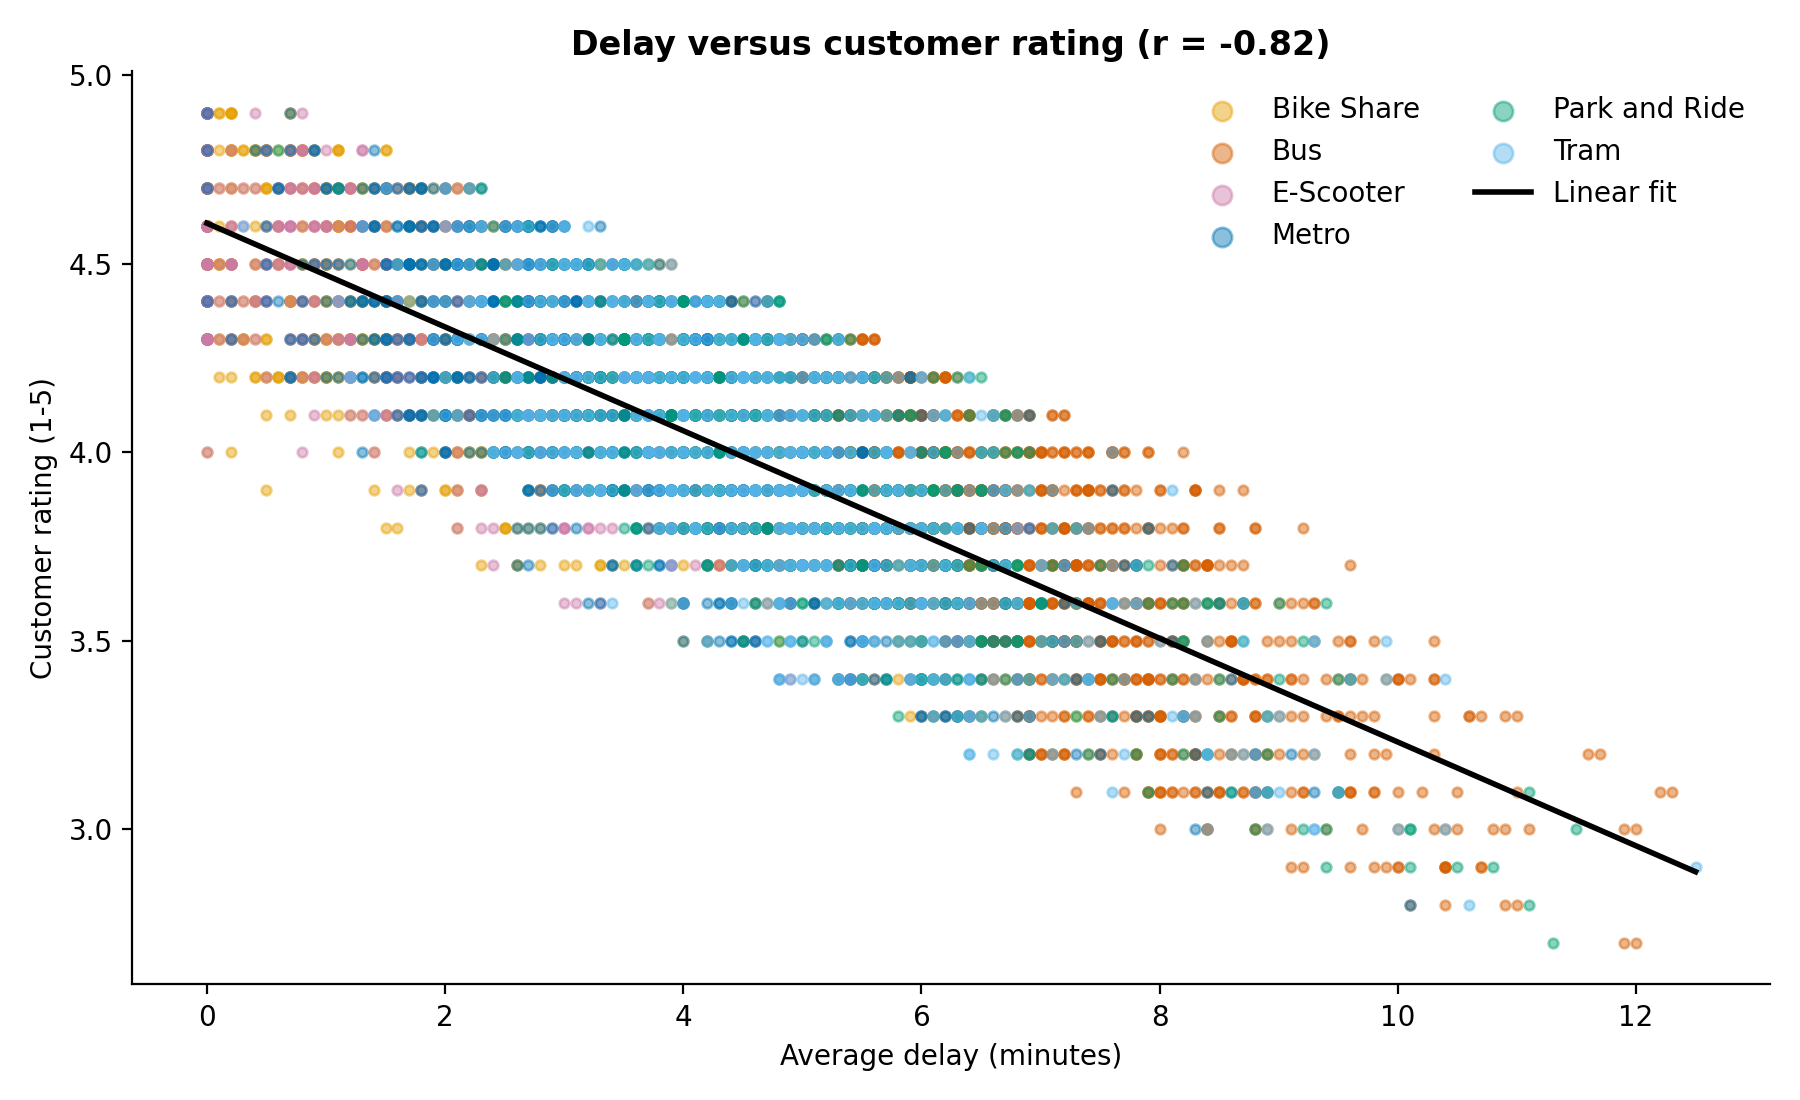 Delay versus customer rating (r = -0.82)
Bike Share
Bus
E-Scooter
Metro
Park and Ride
Tram
Linear fit
Customer rating (1-5)
5.0
4.5
4.0
3.5
3.0
0 2 4 6 8 10 12
Average delay (minutes)